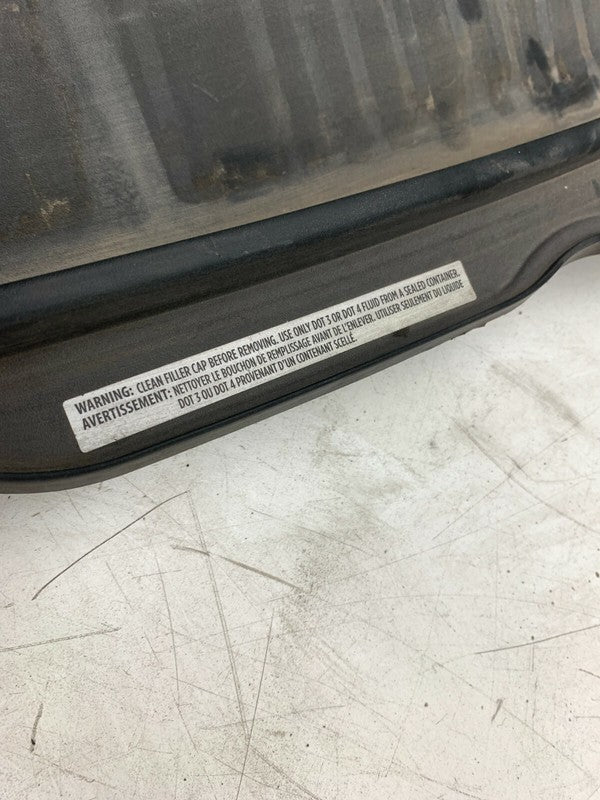 WARNING: CLEAN FILLER CAP BEFORE REMOVING. USE ONLY DOT 3 OR DOT 4 FLUID FROM A SEALED CONTAINER.
AVERTISSEMENT: NETTOYER LE BOUCHON DE REMPLISSAGE AVANT DE L'ENLEVER. UTILISER SEULEMENT DU LIQUIDE
DOT 3 OU DOT 4 PROVENANT D'UN CONTENANT SCELLÉ.